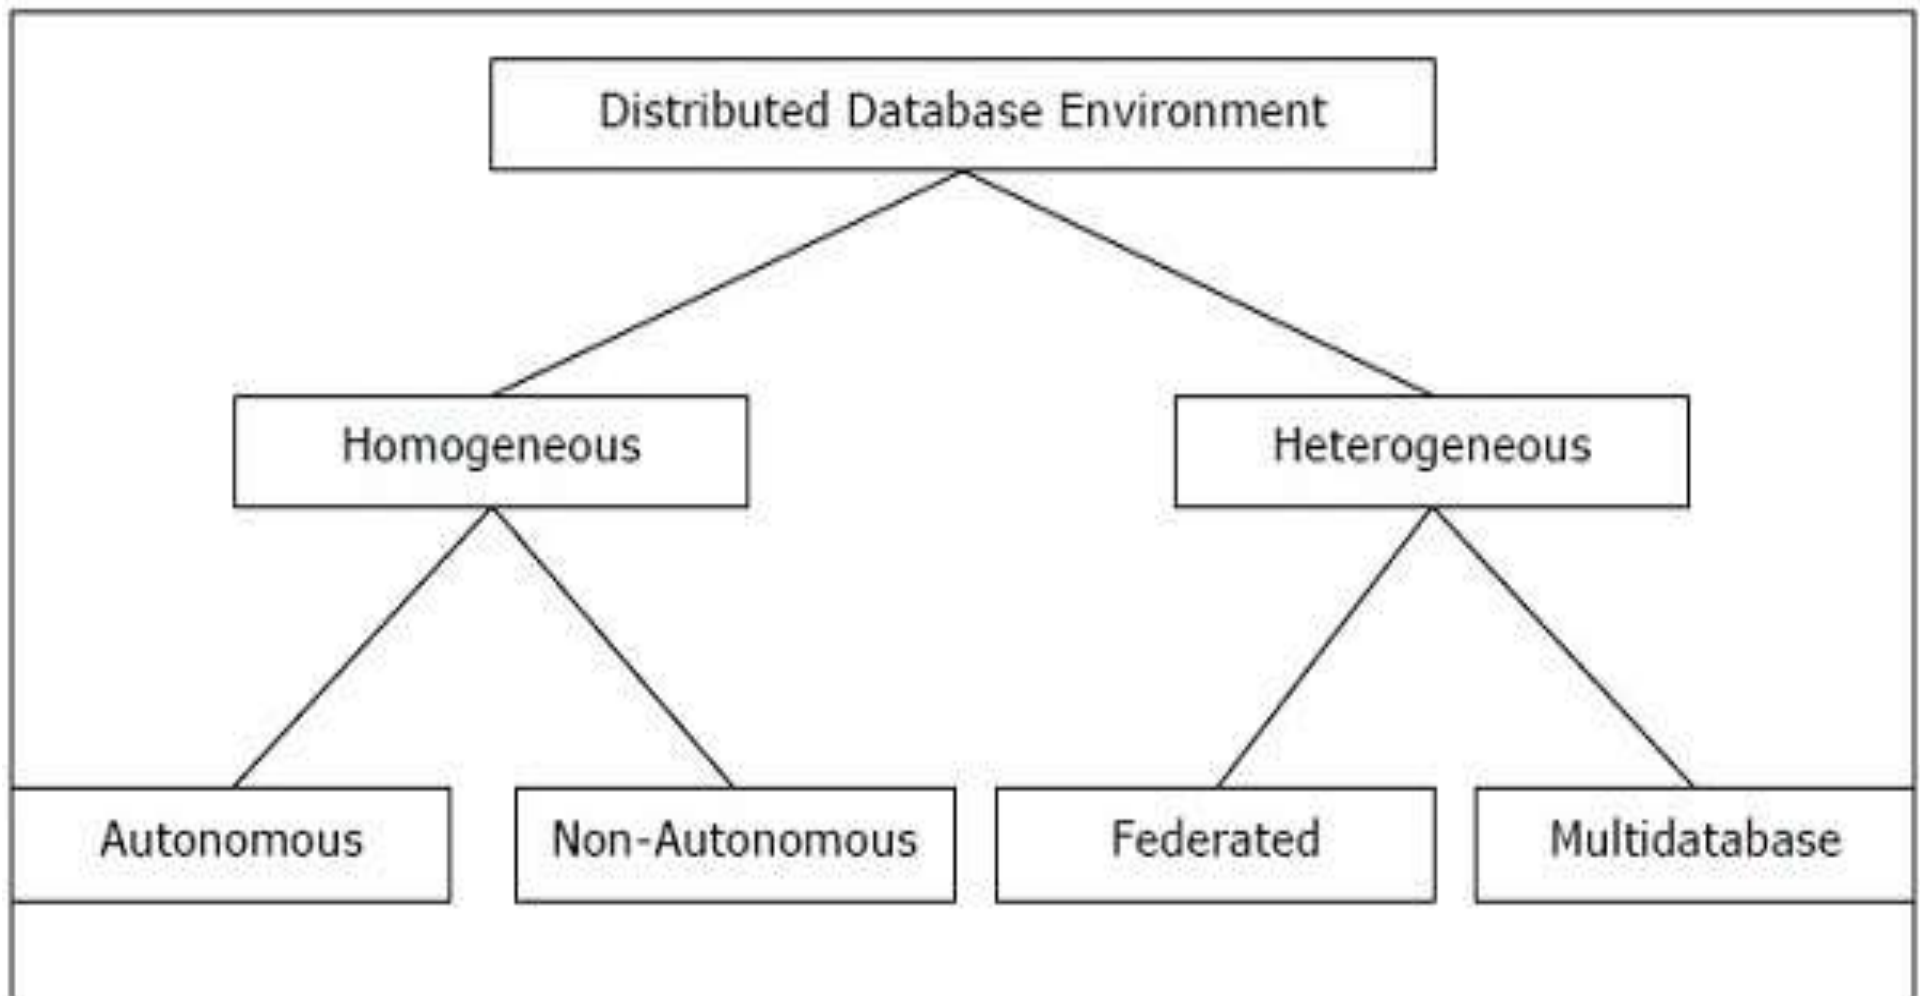 Distributed Database Environment
Homogeneous
Heterogeneous
Autonomous
Non-Autonomous
Federated
Multidatabase